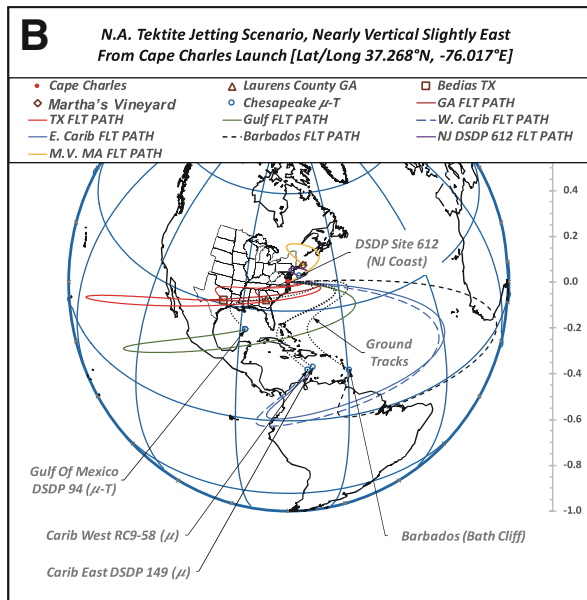 B
N.A. Tektite Jetting Scenario, Nearly Vertical Slightly East
From Cape Charles Launch [Lat/Long 37.268°N, -76.017°E]
Cape Charles
Laurens County GA
Bedias TX
Martha's Vineyard
Chesapeake μ-T
GA FLT PATH
TX FLT PATH
Gulf FLT PATH
W. Carib FLT PATH
E. Carib FLT PATH
Barbados FLT PATH
NJ DSDP 612 FLT PATH
M.V. MA FLT PATH
0.4
0.2
0.0
-0.2
-0.4
-0.6
-0.8
-1.0
DSDP Site 612
(NJ Coast)
Ground
Tracks
Gulf Of Mexico
DSDP 94 (μ-T)
Carib West RC9-58 (μ)
Carib East DSDP 149 (μ)
Barbados (Bath Cliff)